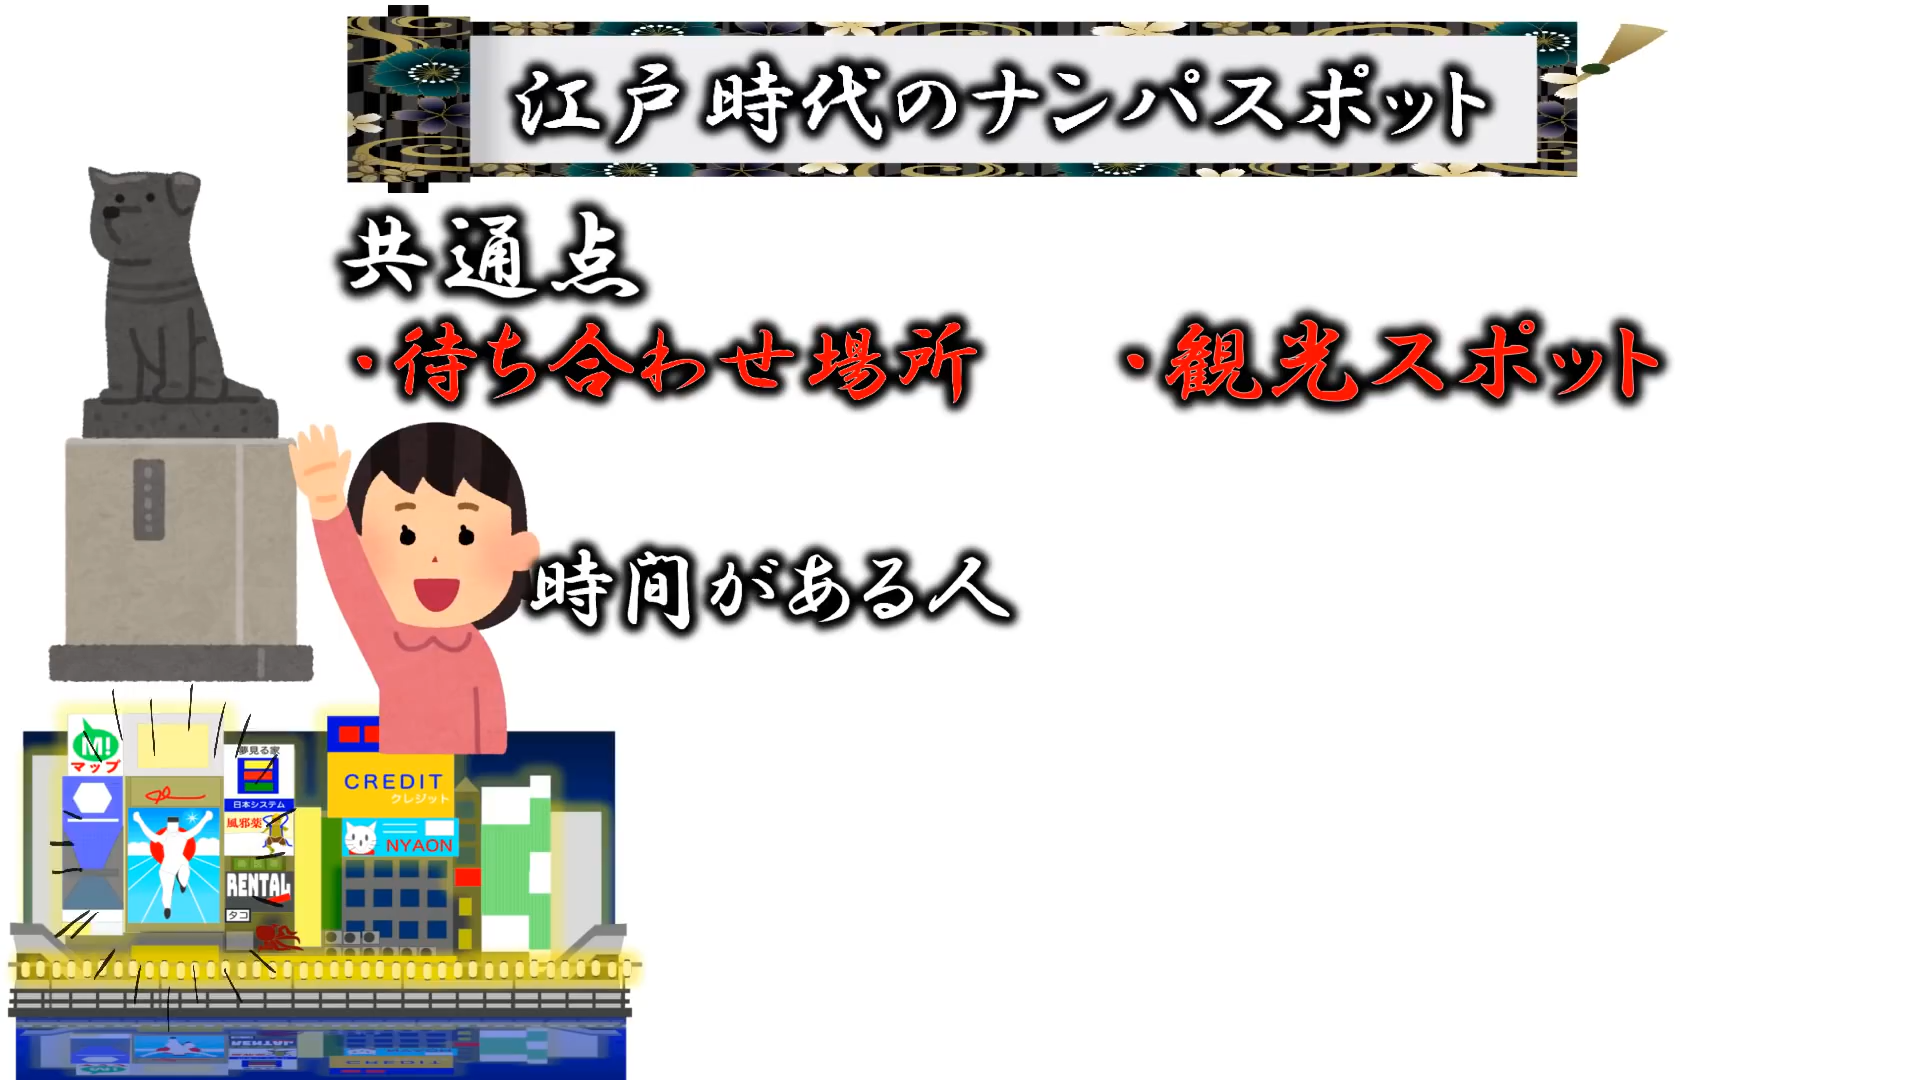 江戸時代のナンパスポット
共通点
・待ち合わせ場所
・観光スポット
時間がある人
M!
マップ
夢見る家
日本システム
風邪薬
RENTAL
タコ
CREDIT
クレジット
NYAON